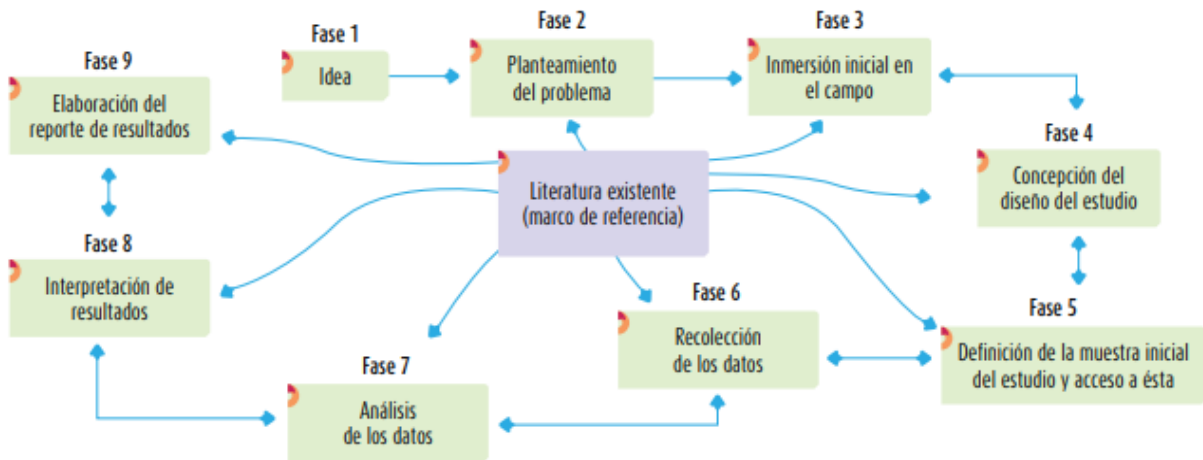 Fase 1
Idea
Fase 2
Planteamiento
del problema
Fase 3
Inmersión inicial en
el campo
Fase 4
Concepción del
diseño del estudio
Fase 5
Definición de la muestra inicial
del estudio y acceso a ésta
Fase 6
Recolección
de los datos
Fase 7
Análisis
de los datos
Fase 8
Interpretación de
resultados
Fase 9
Elaboración del
reporte de resultados
Literatura existente
(marco de referencia)